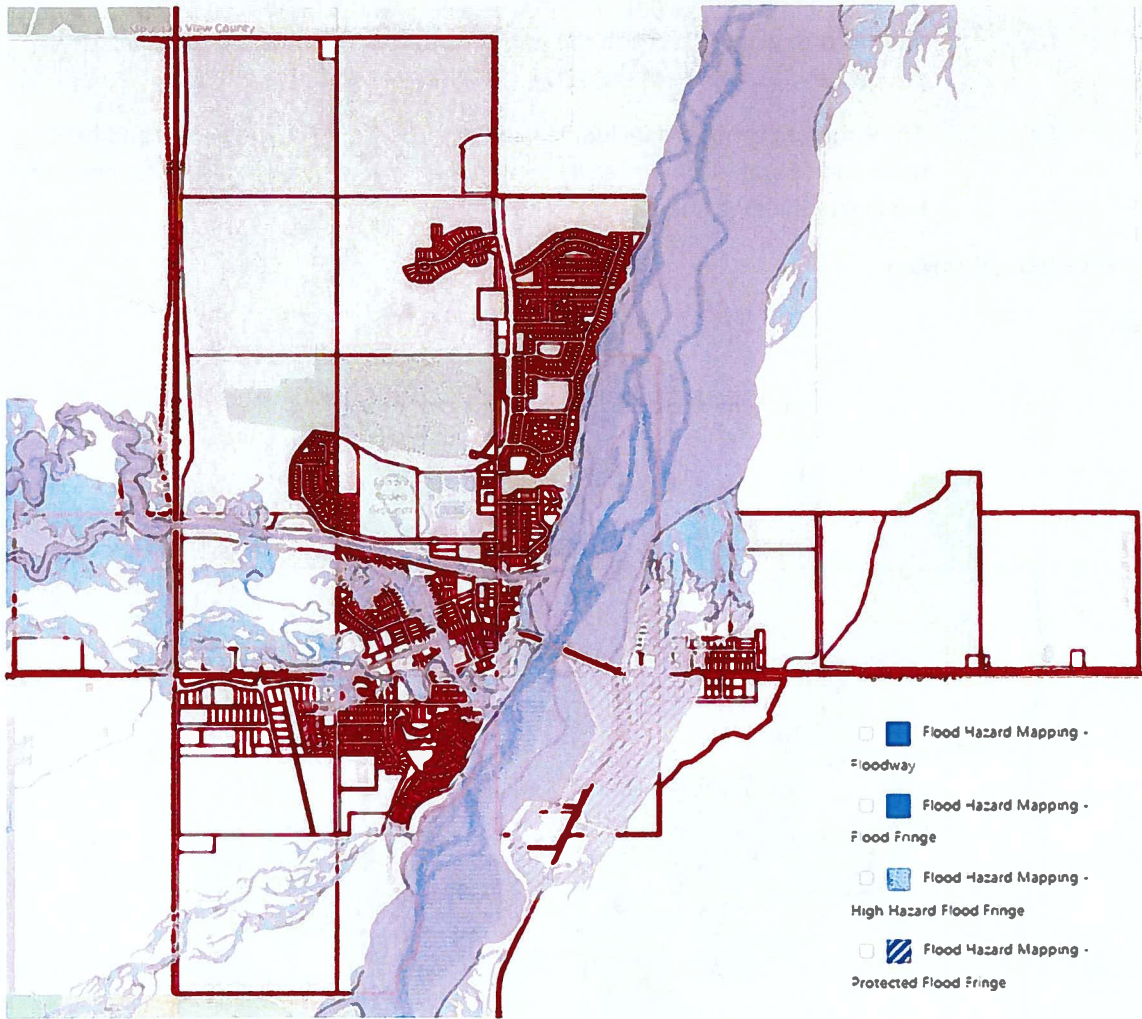 View County
Flood Hazard Mapping -
Floodway
Flood Hazard Mapping -
Flood Fringe
Flood Hazard Mapping -
High Hazard Flood Fringe
Flood Hazard Mapping -
Protected Flood Fringe